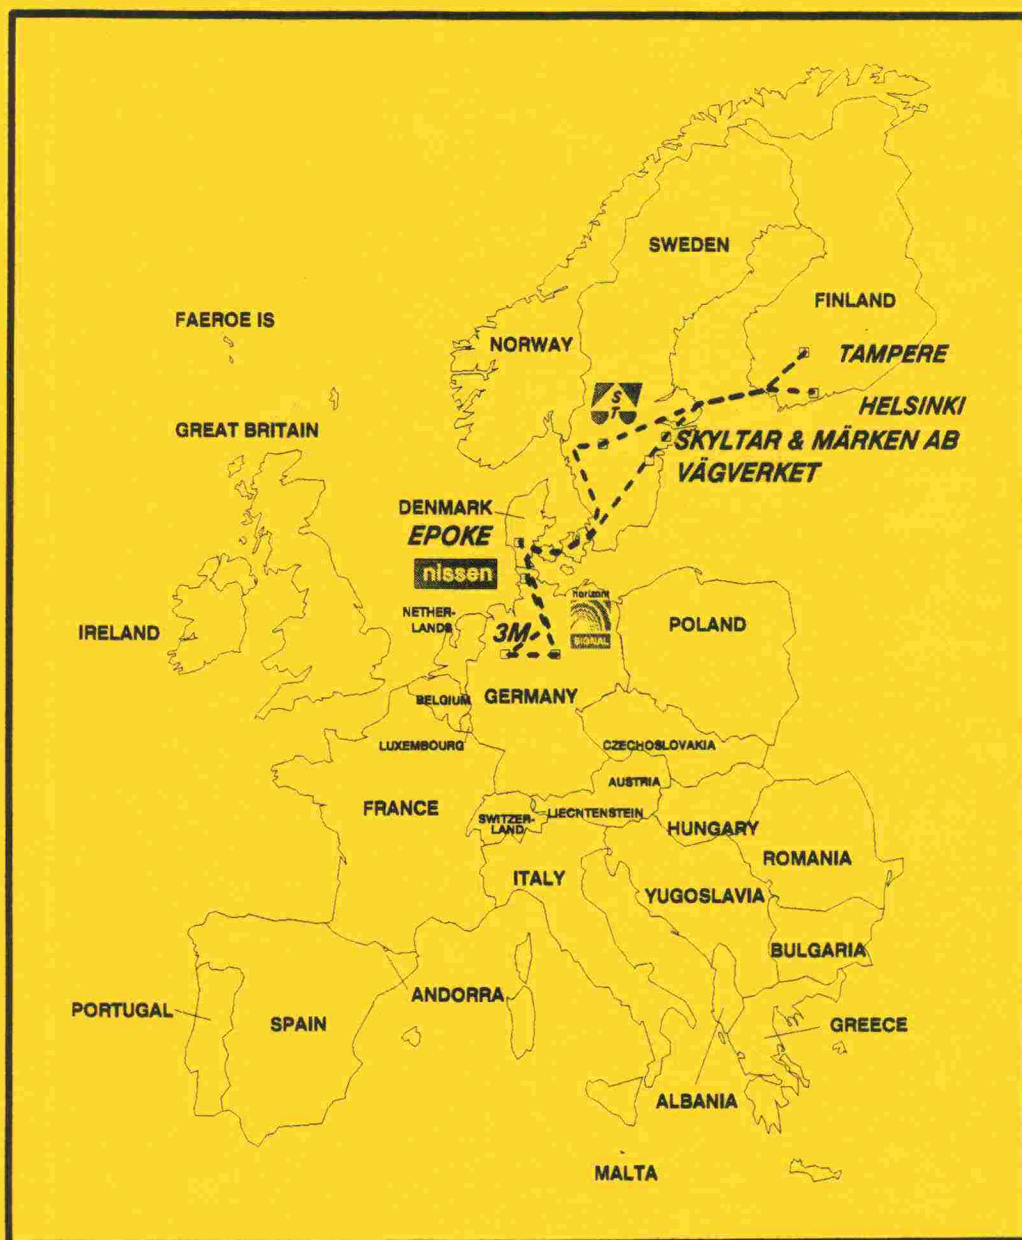 SWEDEN
FINLAND
FAEROE IS
NORWAY
TAMPERE
S
T
HELSINKI
GREAT BRITAIN
SKYLTAR & MÄRKEN AB
VÄGVERKET
DENMARK
EPOKE
nissen
horizont
SIGNAL
NETHER-
LANDS
3M
IRELAND
POLAND
BELGIUM
GERMANY
LUXEMBOURG
CZECHOSLOVAKIA
AUSTRIA
FRANCE
SWITZER-
LAND
LIECNTENSTEIN
HUNGARY
ROMANIA
ITALY
YUGOSLAVIA
BULGARIA
ANDORRA
PORTUGAL
SPAIN
GREECE
ALBANIA
MALTA